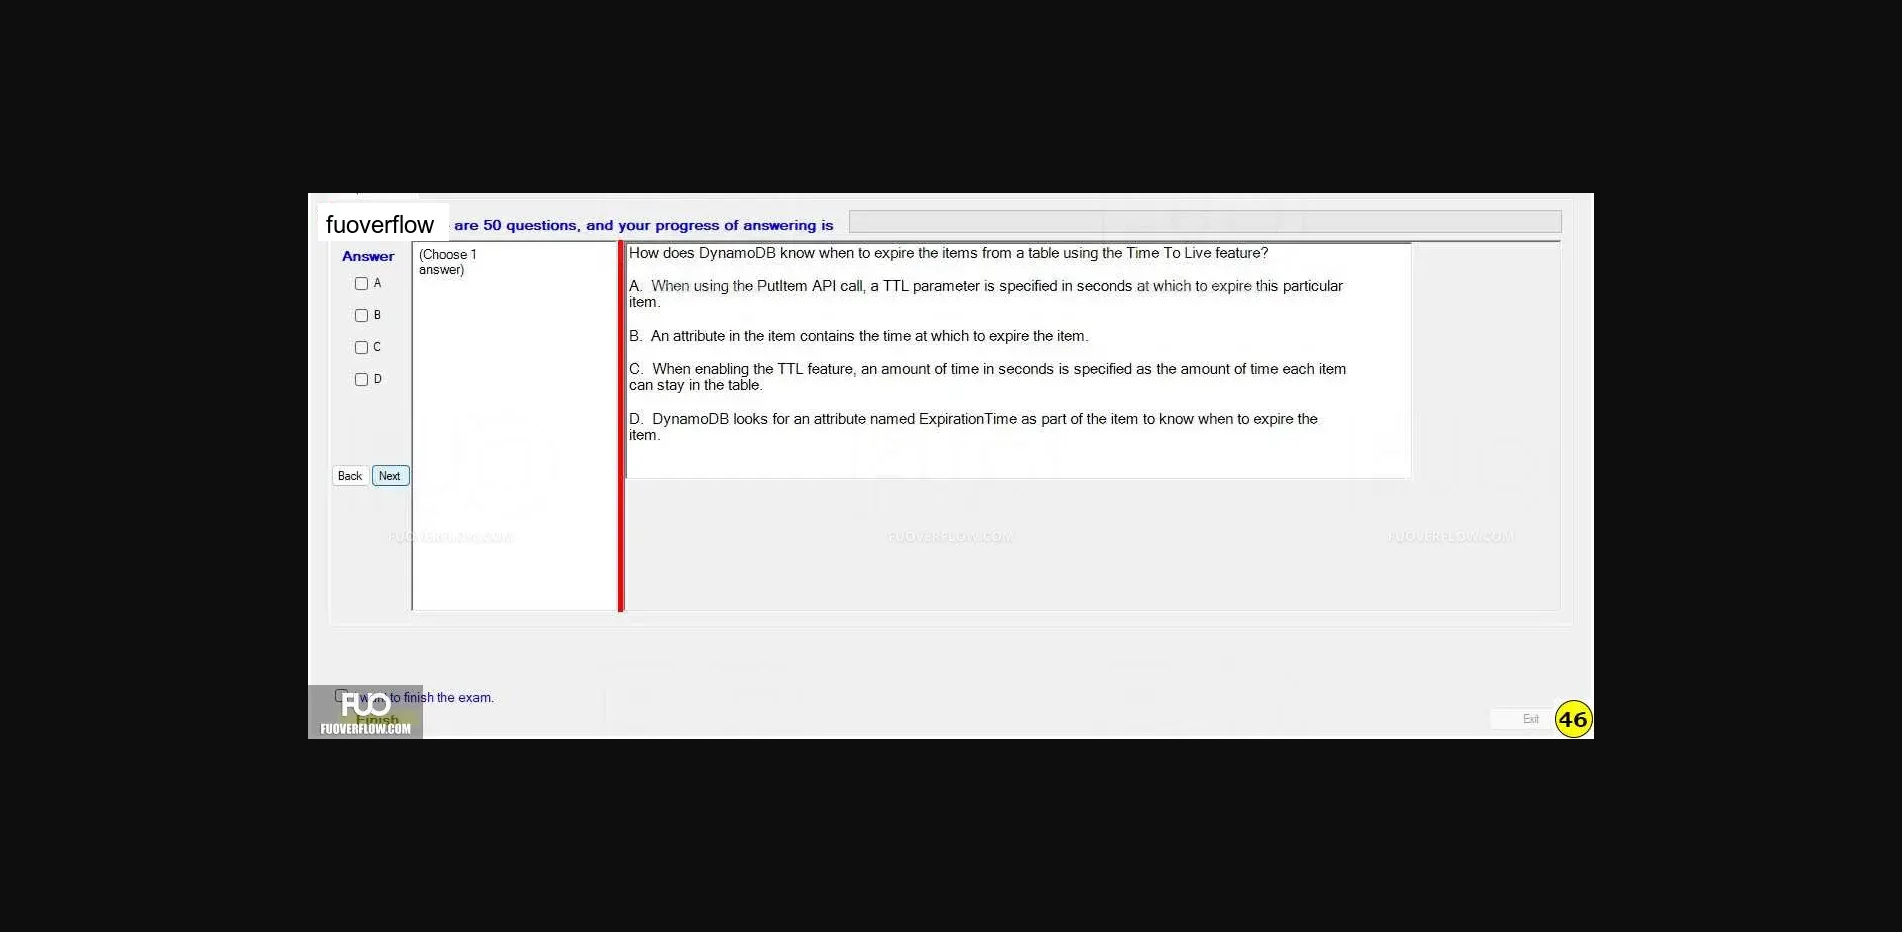 fuoverflow are 50 questions, and your progress of answering is
Answer
A
B
C
D
Back Next
(Choose 1
answer)
How does DynamoDB know when to expire the items from a table using the Time To Live feature?
A. When using the PutItem API call, a TTL parameter is specified in seconds at which to expire this particular
item.
B. An attribute in the item contains the time at which to expire the item.
C. When enabling the TTL feature, an amount of time in seconds is specified as the amount of time each item
can stay in the table.
D. DynamoDB looks for an attribute named ExpirationTime as part of the item to know when to expire the
item.
FUOVERFLOW.COM FUOVERFLOW.COM FUOVERFLOW.COM
want to finish the exam.
FUO
Finish
FUOVERFLOW.COM
Exit 46